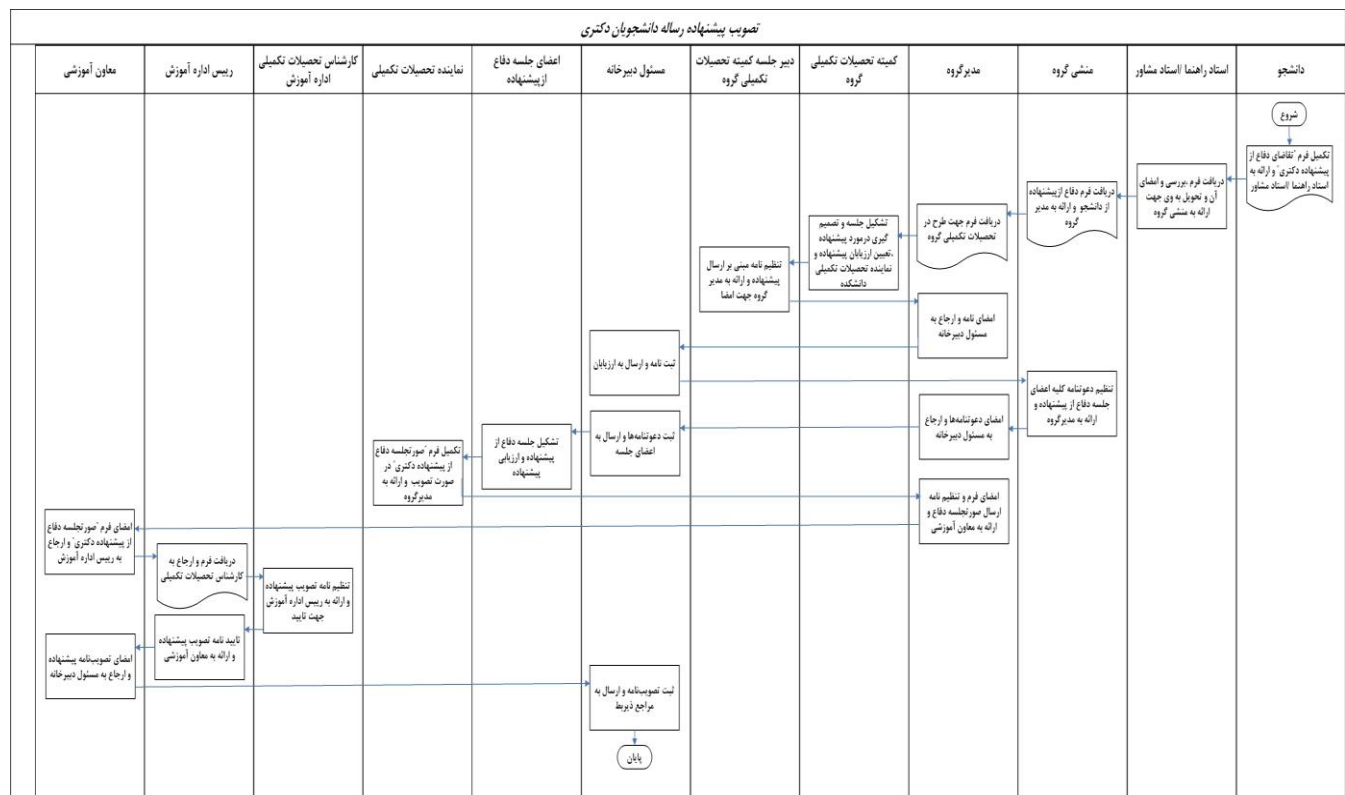 تصویب پیشنهاده رساله دانشجویان دکتری
دانشجو
استاد راهنما /استاد مشاور
منشی گروه
مدیرگروه
کمیته تحصیلات تکمیلی
گروه
دبیر جلسه کمیته تحصیلات
تکمیلی گروه
مسئول دبیرخانه
اعضای جلسه دفاع
ازپیشنهاده
نماینده تحصیلات تکمیلی
کارشناس تحصیلات تکمیلی
اداره آموزش
رییس اداره آموزش
معاون آموزشی
شروع
تکمیل فرم "تقاضای دفاع از
پیشنهاده دکتری" و ارائه به
استاد راهنما /استاد مشاور
دریافت فرم ،بررسی و امضای
آن و تحویل به وی جهت
ارائه به منشی گروه
دریافت فرم دفاع ازپیشنهاده
از دانشجو و ارائه به مدیر
گروه
دریافت فرم جهت طرح در
تحصیلات تکمیلی گروه
تشکیل جلسه و تصمیم
گیری درمورد پیشنهاده
،تعیین ارزیابان پیشنهاده و
نماینده تحصیلات تکمیلی
دانشکده
تنظیم نامه مبنی بر ارسال
پیشنهاده و ارائه به مدیر
گروه جهت امضا
امضای نامه و ارجاع به
مسئول دبیرخانه
ثبت نامه و ارسال به ارزیابان
تنظیم دعوتنامه کلیه اعضای
جلسه دفاع از پیشنهاده و
ارائه به مدیرگروه
امضای دعوتنامه‌ها و ارجاع
به مسئول دبیرخانه
ثبت دعوتنامه‌ها و ارسال به
اعضای جلسه
تشکیل جلسه دفاع از
پیشنهاده و ارزیابی
پیشنهاده
تکمیل فرم "صورتجلسه دفاع
از پیشنهاده دکتری" در
صورت تصویب و ارائه به
مدیرگروه
امضای فرم و تنظیم نامه
ارسال صورتجلسه دفاع و
ارائه به معاون آموزشی
امضای فرم "صورتجلسه دفاع
از پیشنهاده دکتری" و ارجاع
به رییس اداره آموزش
دریافت فرم و ارجاع به
کارشناس تحصیلات تکمیلی
تنظیم نامه تصویب پیشنهاده
و ارائه به رییس اداره آموزش
جهت تایید
تایید نامه تصویب پیشنهاده
و ارائه به معاون آموزشی
امضای تصویب‌نامه پیشنهاده
و ارجاع به مسئول دبیرخانه
ثبت تصویب‌نامه و ارسال به
مراجع ذیربط
پایان